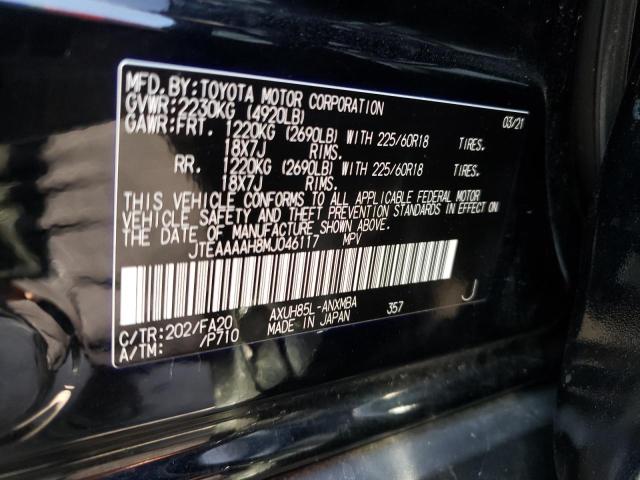 MFD.BY:TOYOTA MOTOR CORPORATION 03/21
GVWR:2230KG (4920LB)
GAWR:FRT. 1220KG (2690LB) WITH 225/60R18 TIRES.
18X7J RIMS.
RR. 1220KG (2690LB) WITH 225/60R18 TIRES.
18X7J RIMS.
THIS VEHICLE CONFORMS TO ALL APPLICABLE FEDERAL MOTOR
VEHICLE SAFETY AND THEFT PREVENTION STANDARDS IN EFFECT ON
THE DATE OF MANUFACTURE SHOWN ABOVE.
JTEAAAAH8MJ046117 MPV
C/TR:202/FA20 AXUH85L-ANXMBA 357 J
A/TM: /P710 MADE IN JAPAN